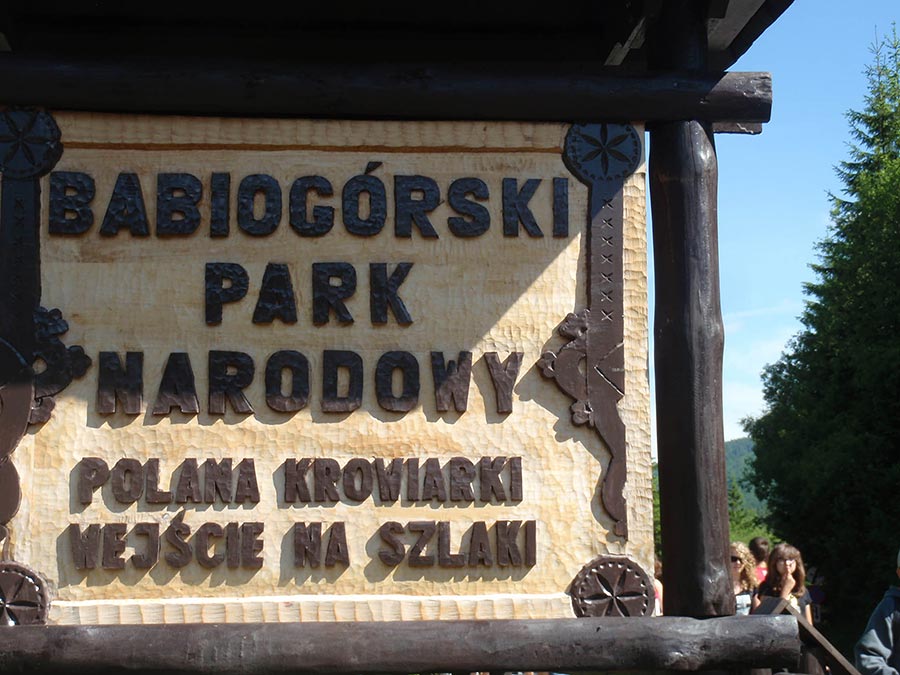 BABIOGÓRSKI
PARK
NARODOWY
POLANA KROWIARKI
WEJŚCIE NA SZLAKI